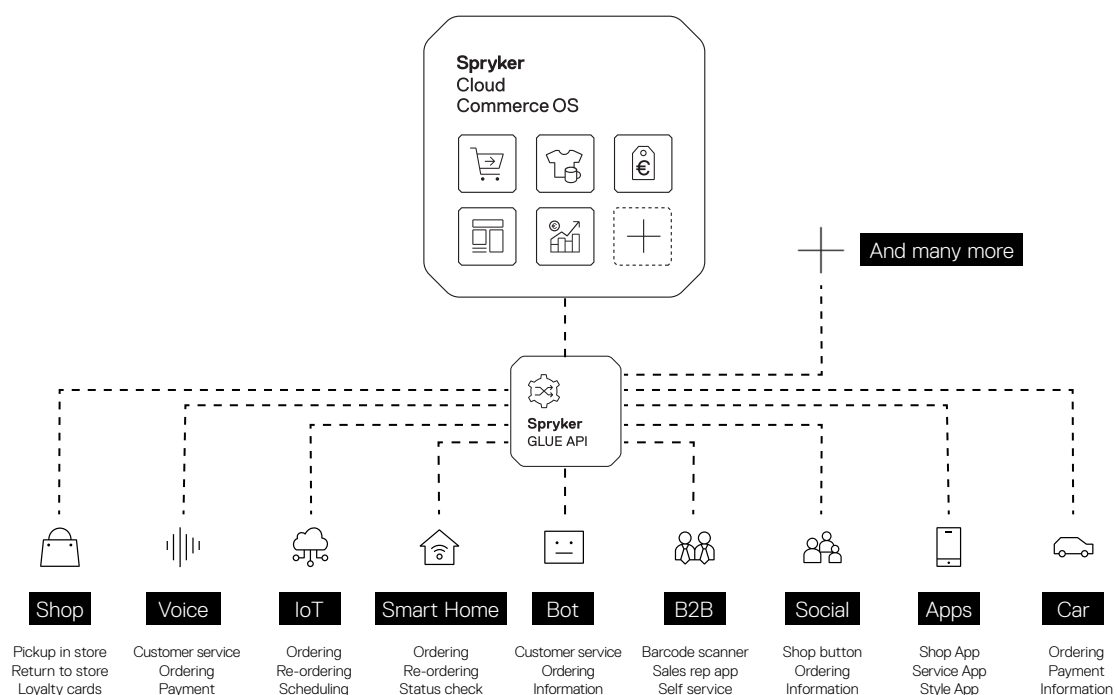 Spryker
Cloud
Commerce OS
€
€
And many more
Spryker
GLUE API
Shop
Voice
IoT
Smart Home
Bot
B2B
Social
Apps
Car
Pickup in store
Return to store
Loyalty cards
Customer service
Ordering
Payment
Ordering
Re-ordering
Scheduling
Ordering
Re-ordering
Status check
Customer service
Ordering
Information
Barcode scanner
Sales rep app
Self service
Shop button
Ordering
Information
Shop App
Service App
Style App
Ordering
Payment
Information